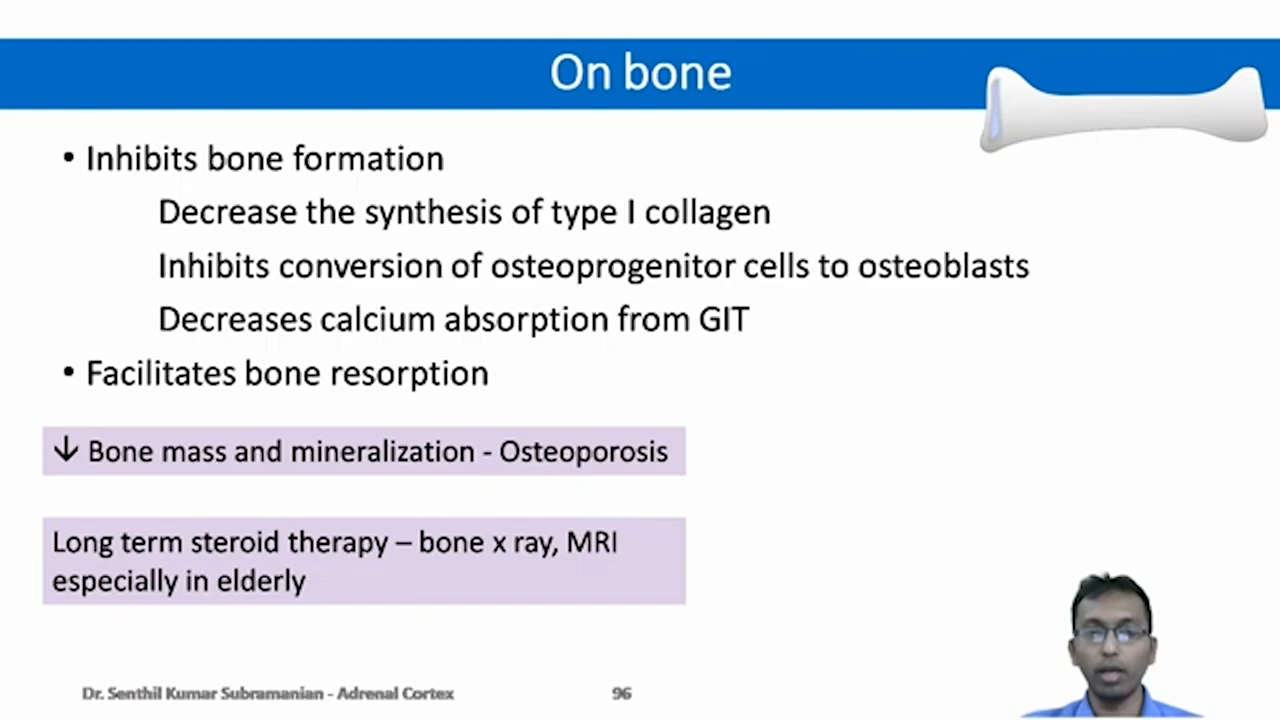 On bone
• Inhibits bone formation
Decrease the synthesis of type I collagen
Inhibits conversion of osteoprogenitor cells to osteoblasts
Decreases calcium absorption from GIT
• Facilitates bone resorption
↓ Bone mass and mineralization - Osteoporosis
Long term steroid therapy – bone x ray, MRI
especially in elderly
Dr. Senthil Kumar Subramanian - Adrenal Cortex 96